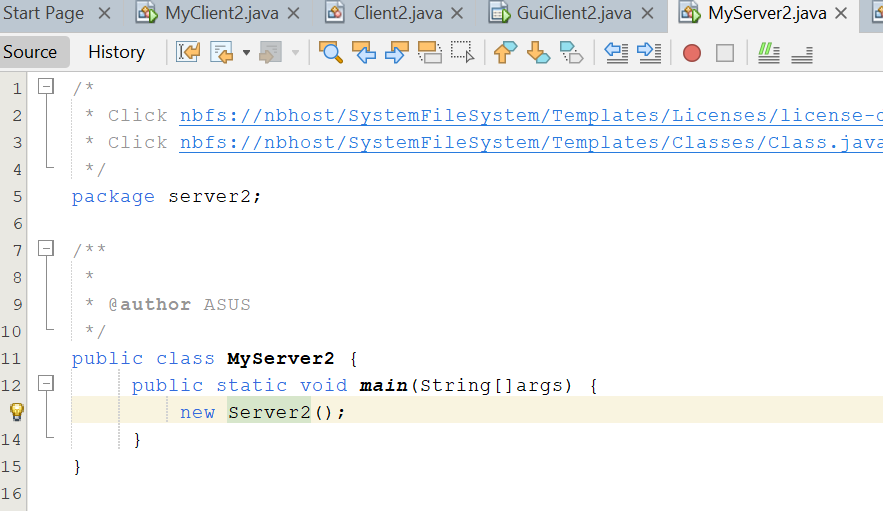 Start Page MyClient2.java Client2.java GuiClient2.java MyServer2.java
Source History
1 /*
2 * Click nbfs://nbhost/SystemFileSystem/Templates/Licenses/license-
3 * Click nbfs://nbhost/SystemFileSystem/Templates/Classes/Class.java
4 */
5 package server2;
6
7 /**
8 *
9 * @author ASUS
10 */
11 public class MyServer2 {
12 public static void main(String[]args) {
new Server2();
14 }
15 }
16